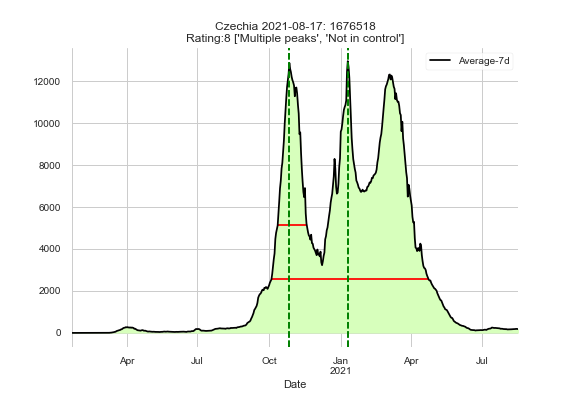 Czechia 2021-08-17: 1676518
Rating:8 ['Multiple peaks', 'Not in control']
Average-7d
12000
10000
8000
6000
4000
2000
0
Apr Jul Oct Jan Apr Jul
2021
Date